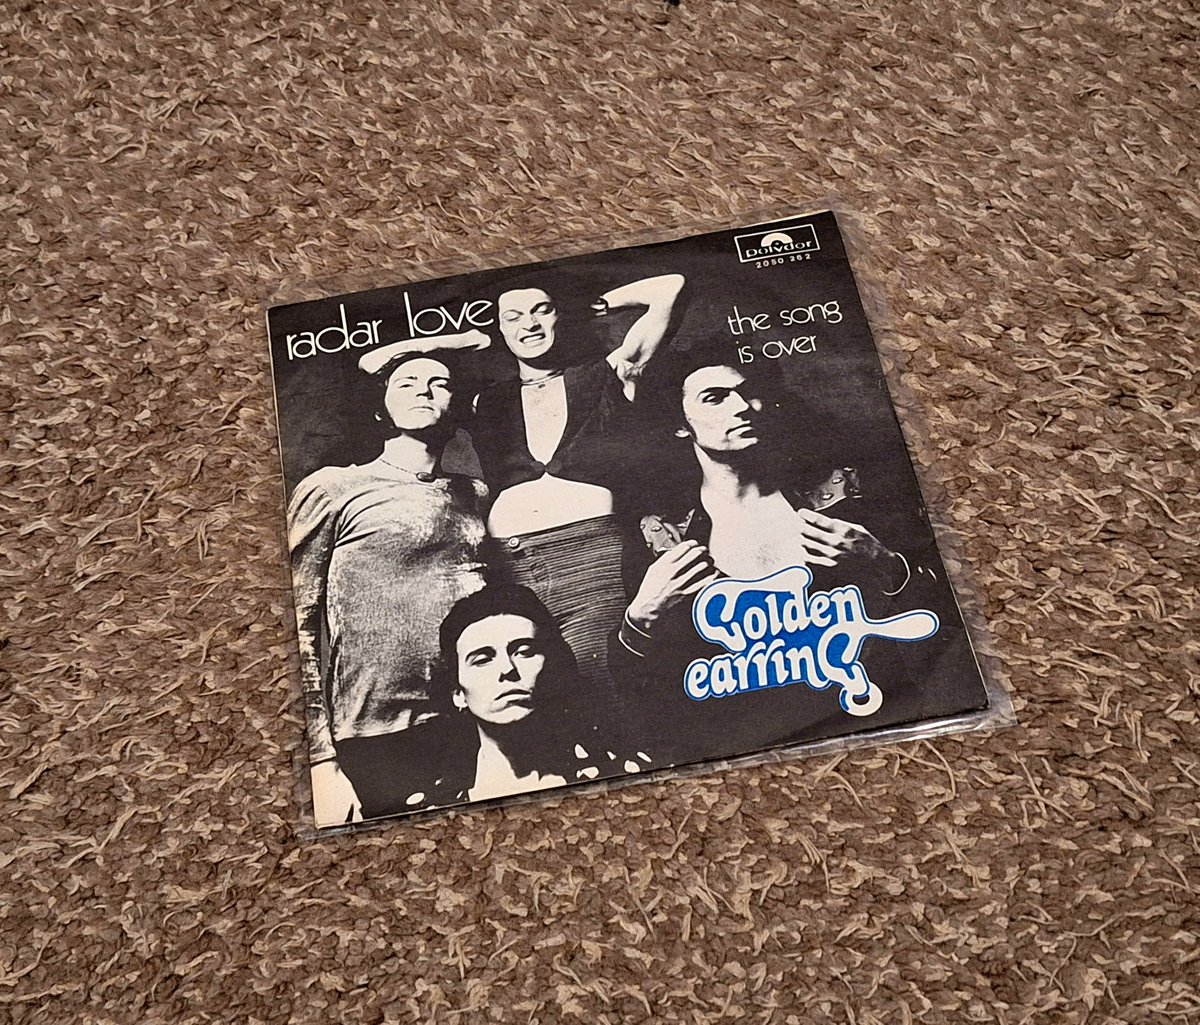 polydor
2050 262
radar love
the song
is over
Golden
earring